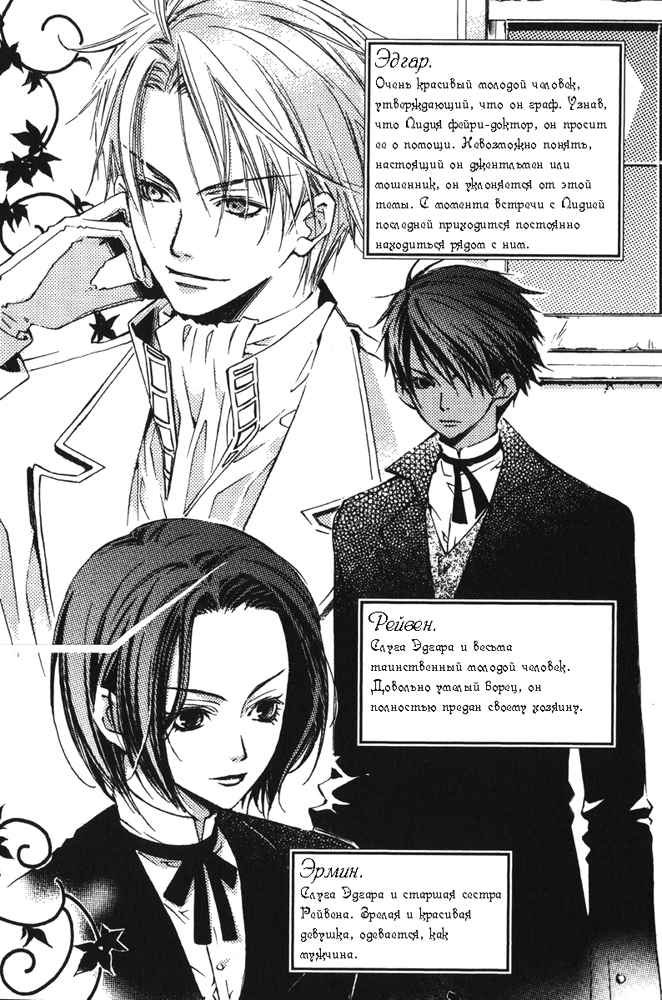 Эдгар.
Очень красивый молодой человек,
утверждающий, что он граф. Узнав,
что Лидия фейри-доктор, он просит
ее о помощи. Невозможно понять,
настоящий он джентльмен или
мошенник, он уклоняется от этой
темы. С момента встречи с Лидией
последней приходится постоянно
находиться рядом с ним.
Рейвен.
Слуга Эдгара и весьма
таинственный молодой человек.
Довольно умелый борец, он
полностью предан своему хозяину.
Эрмин.
Слуга Эдгара и старшая сестра
Рейвена. Зрелая и красивая
девушка, одевается, как
мужчина.